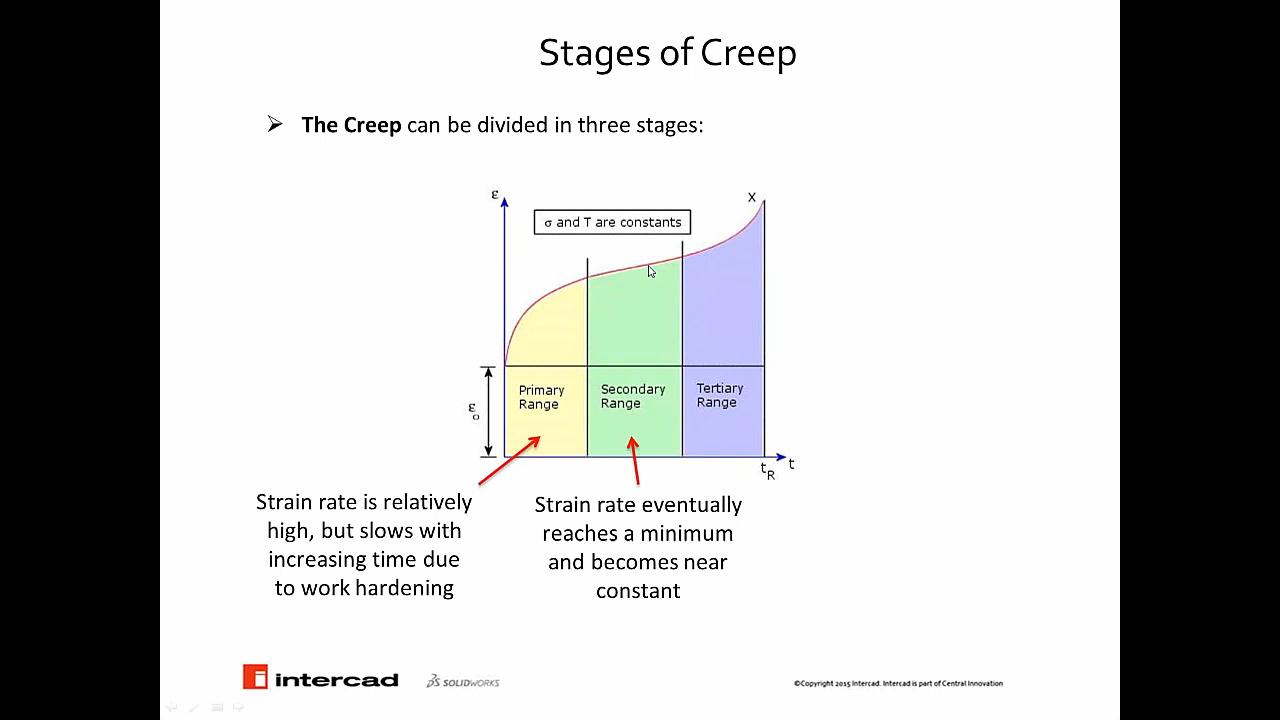 Stages of Creep
➢ The Creep can be divided in three stages:
ε
X
σ and T are constants
Primary
Range
Secondary
Range
Tertiary
Range
εo
t
tR
Strain rate is relatively
high, but slows with
increasing time due
to work hardening
Strain rate eventually
reaches a minimum
and becomes near
constant
intercad
SOLIDWORKS
©Copyright 2015 Intercad. Intercad is part of Central Innovation